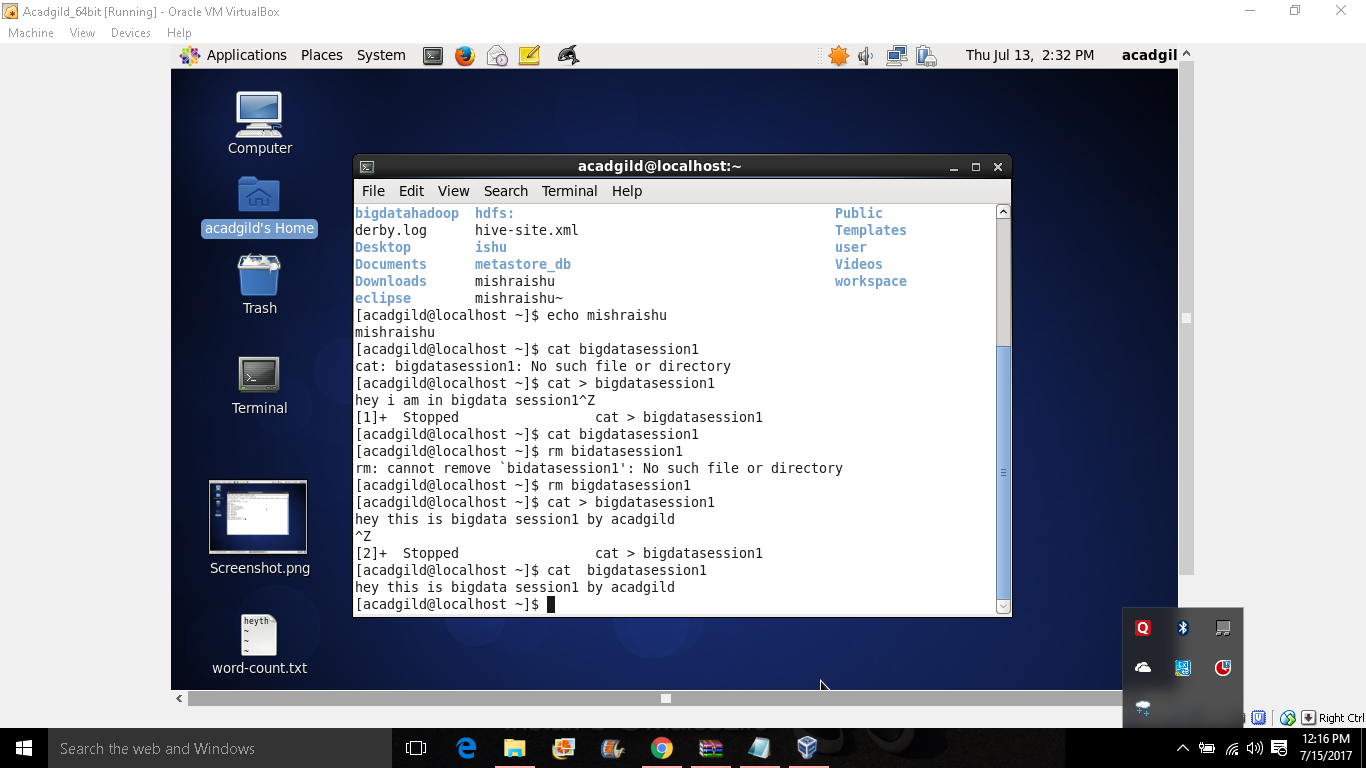 Acadgild_64bit [Running] - Oracle VM VirtualBox
Machine View Devices Help
Applications Places System
Thu Jul 13, 2:32 PM
acadgil
Computer
acadgild's Home
Trash
Terminal
Screenshot.png
heyth
~
~
~
word-count.txt
acadgild@localhost:~
File Edit View Search Terminal Help
bigdatahadoop hdfs: Public
derby.log hive-site.xml Templates
Desktop ishu user
Documents metastore_db Videos
Downloads mishraishu workspace
eclipse mishraishu~
[acadgild@localhost ~]$ echo mishraishu
mishraishu
[acadgild@localhost ~]$ cat bigdatasession1
cat: bigdatasession1: No such file or directory
[acadgild@localhost ~]$ cat > bigdatasession1
hey i am in bigdata session1^Z
[1]+  Stopped                 cat > bigdatasession1
[acadgild@localhost ~]$ cat bigdatasession1
[acadgild@localhost ~]$ rm bidatasession1
rm: cannot remove `bidatasession1': No such file or directory
[acadgild@localhost ~]$ rm bigdatasession1
[acadgild@localhost ~]$ cat > bigdatasession1
hey this is bigdata session1 by acadgild
^Z
[2]+  Stopped                 cat > bigdatasession1
[acadgild@localhost ~]$ cat  bigdatasession1
hey this is bigdata session1 by acadgild
[acadgild@localhost ~]$
Right Ctrl
Search the web and Windows
12:16 PM
7/15/2017